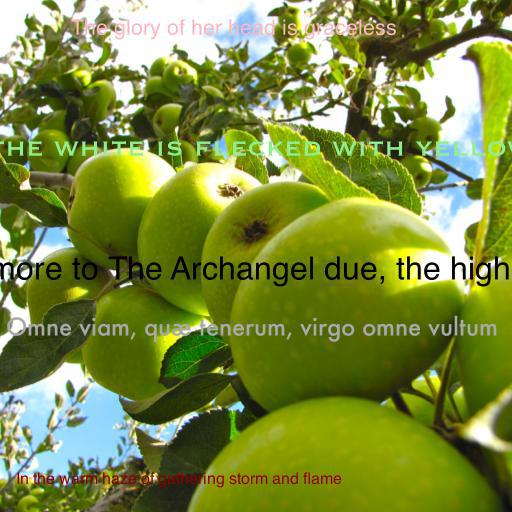 The glory of her head is graceless
THE WHITE IS FLECKED WITH YELLOW
more to The Archangel due, the high
Omne viam, quæ tenerum, virgo omne vultum
In the warm haze of gathering storm and flame